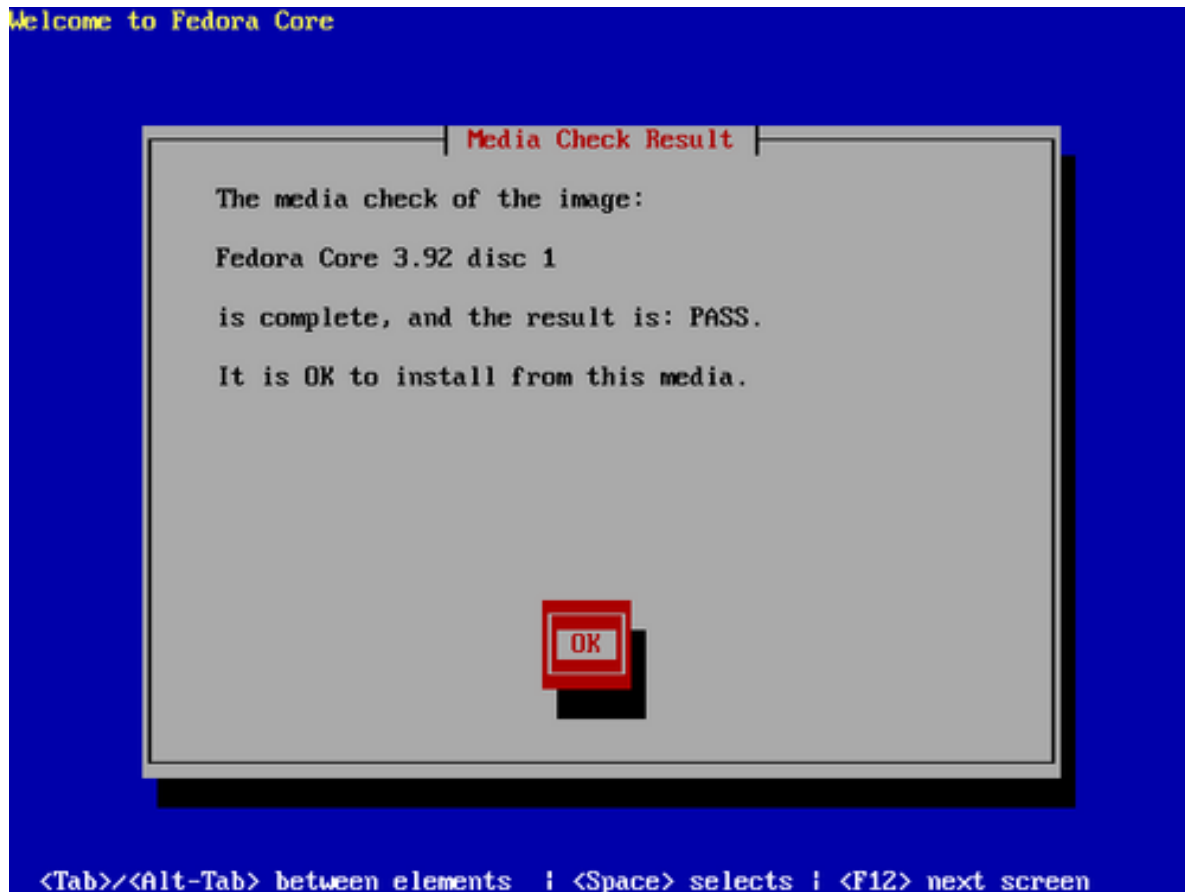 Welcome to Fedora Core
Media Check Result
The media check of the image:
Fedora Core 3.92 disc 1
is complete, and the result is: PASS.
It is OK to install from this media.
OK
<Tab>/<Alt-Tab> between elements | <Space> selects | <F12> next screen